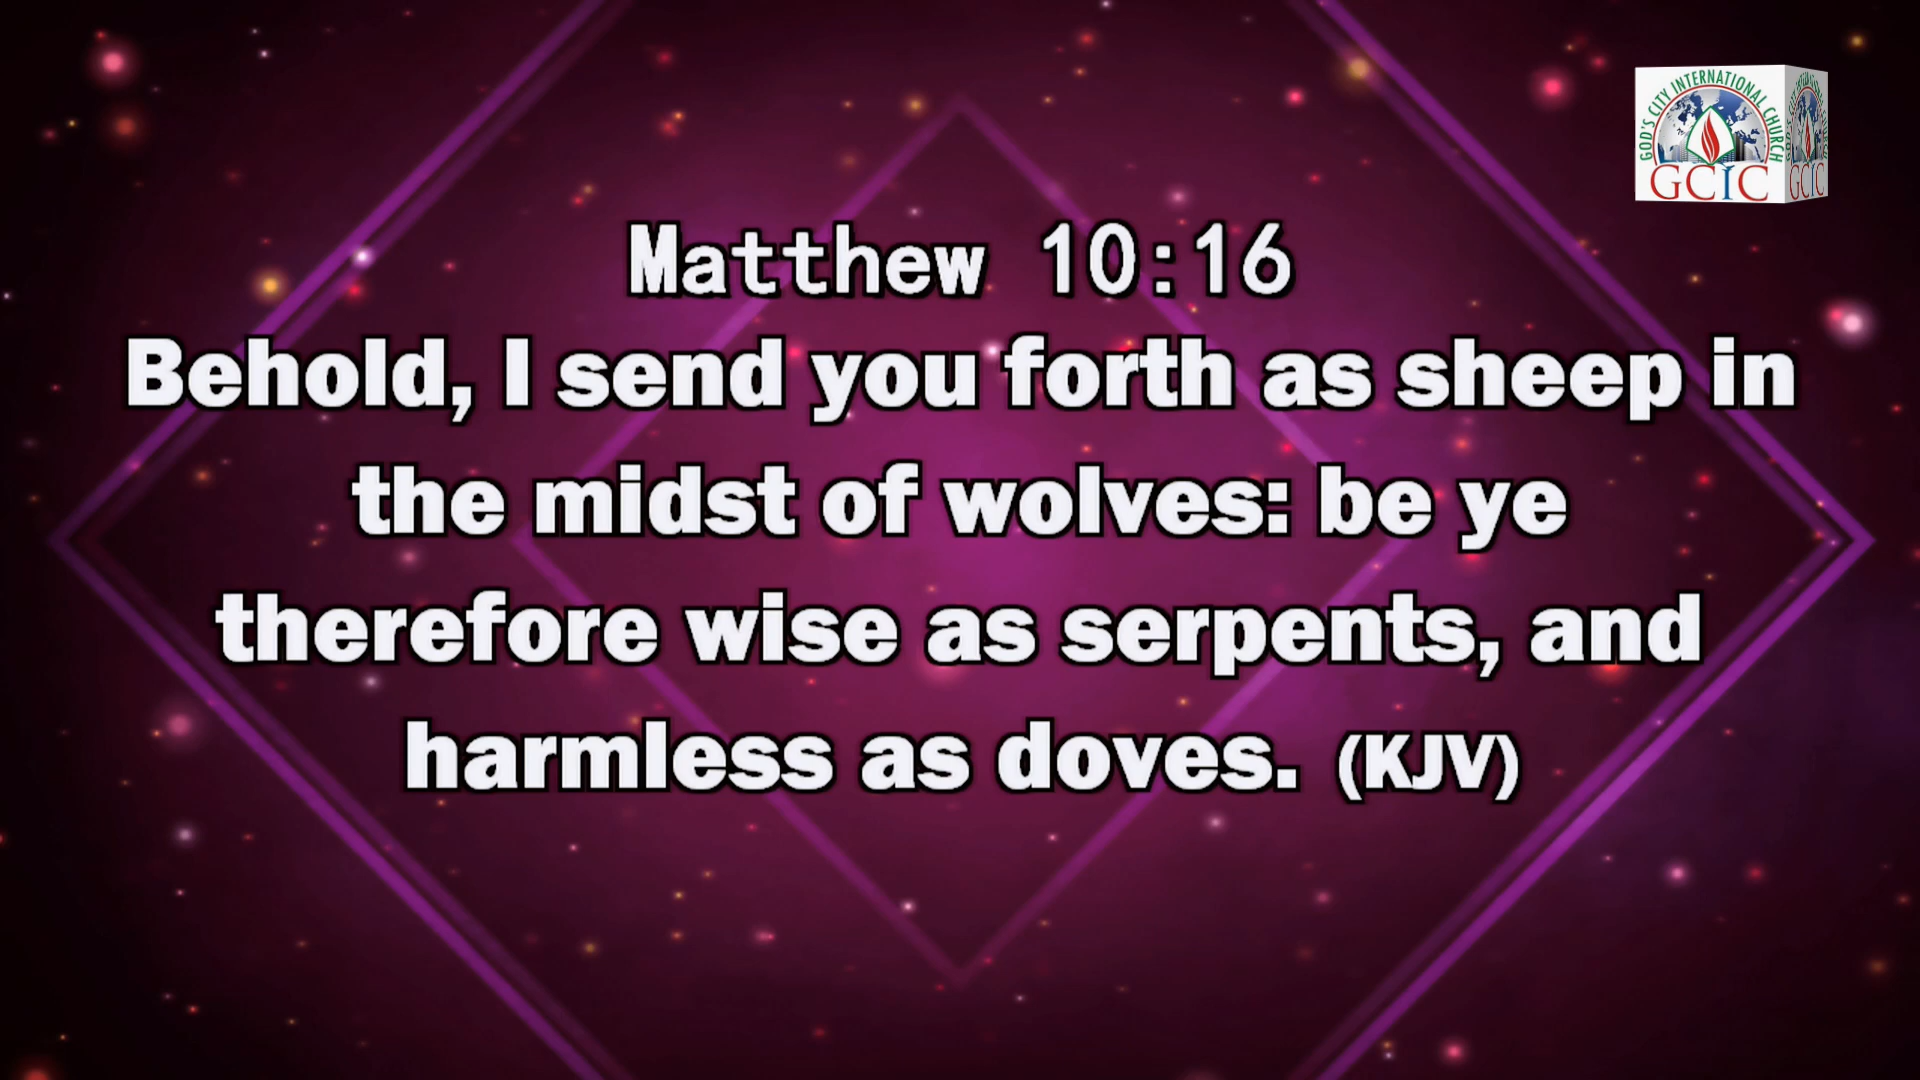 GOD'S CITY INTERNATIONAL CHURCH
GCIC
GCIC
Matthew 10:16
Behold, I send you forth as sheep in
the midst of wolves: be ye
therefore wise as serpents, and
harmless as doves. (KJV)